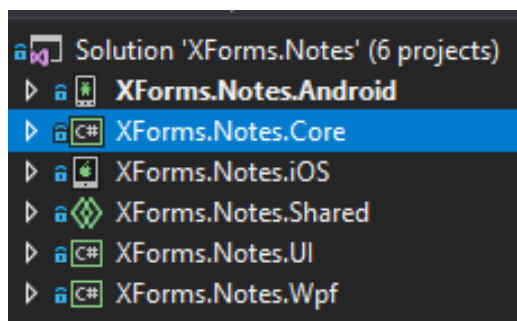 Solution 'XForms.Notes' (6 projects)
XForms.Notes.Android
C# XForms.Notes.Core
XForms.Notes.iOS
XForms.Notes.Shared
C# XForms.Notes.UI
C# XForms.Notes.Wpf